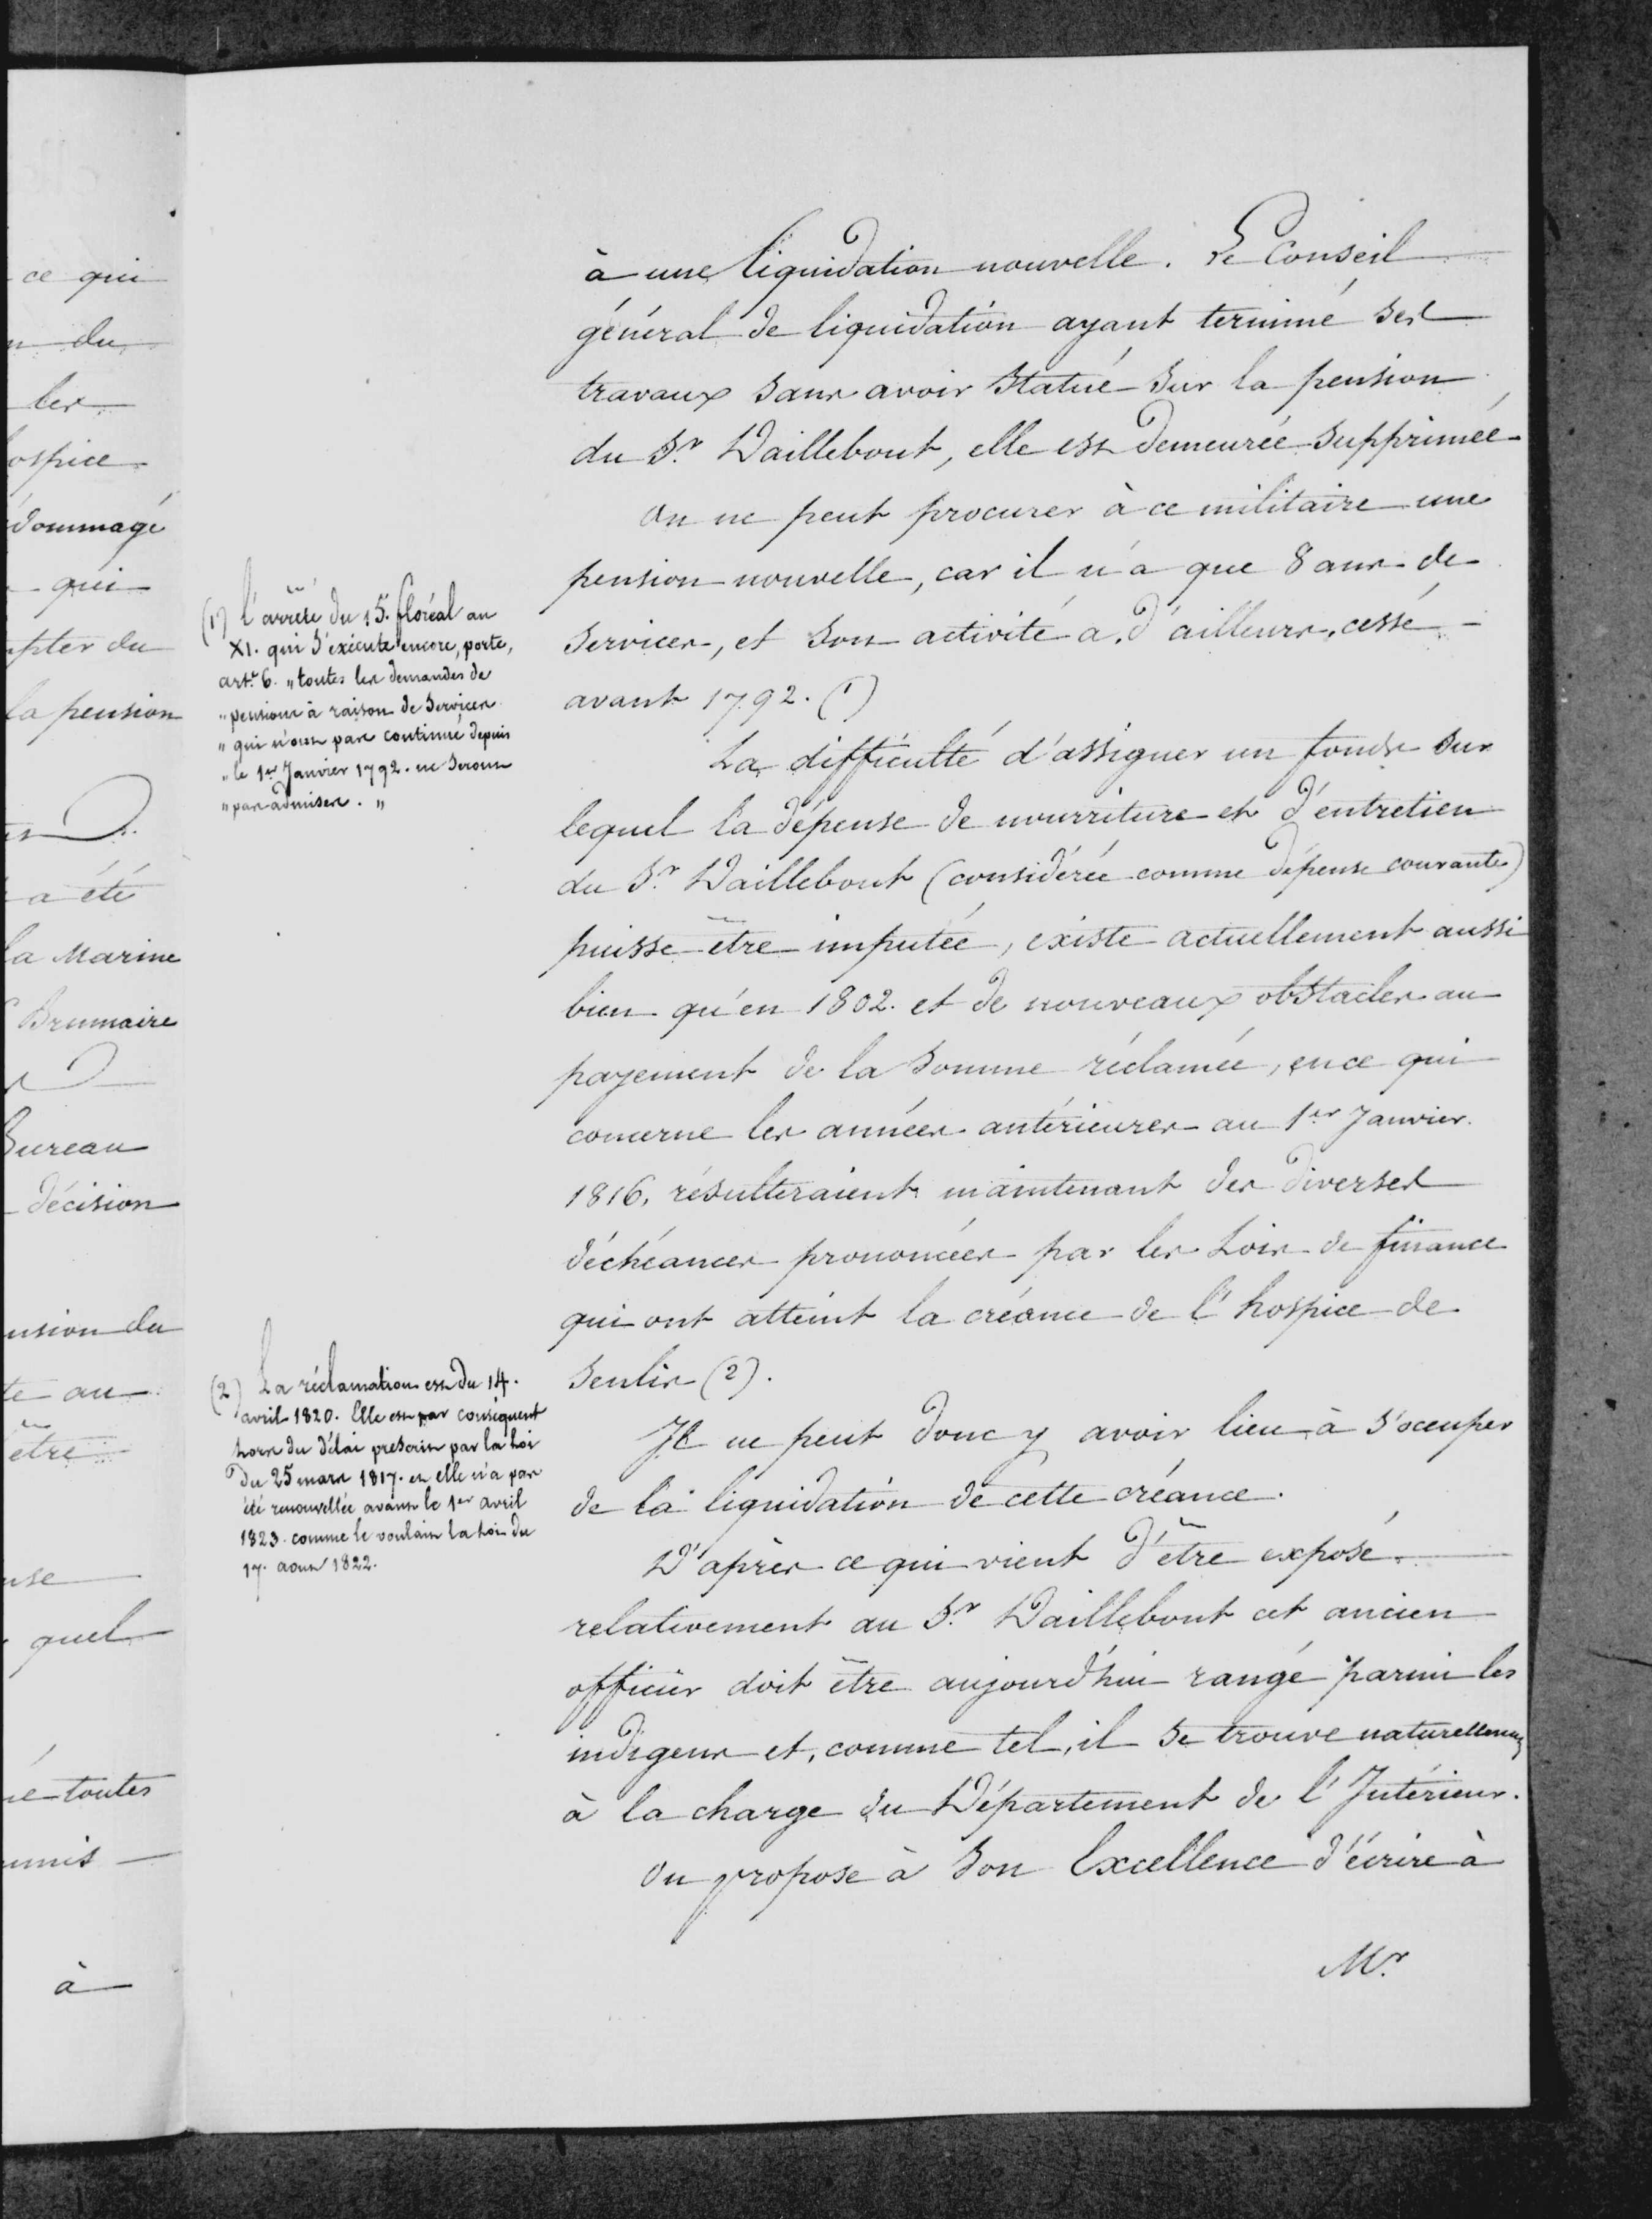 ce qui
du
les
ospice
dommagé
qui
pter du
la pension
a été
la Marine
Brumaire
Bureau
décision
nsion du
te au
être
use
quel
toutes
à
à une liquidation nouvelle. Le Conseil
général de liquidation ayant terminé ses
travaux sans avoir statué sur la pension
du Sr. Daillebout, elle est demeurée supprimée
On ne peut procurer à ce militaire une
pension nouvelle, car il n'a que 8 ans de
services, et son activité a, d'ailleurs, cessé
avant 1792. (1)
(1) L'arrêté du 15. floréal an
XI. qui s'exécute encore, porte,
art. 6. "toutes les demandes de
"pensions à raison de services
"qui n'ont pas continué depuis
"le 1er Janvier 1792. ne seront
"pas admises. "
La difficulté d'assigner un fonds sur
lequel la dépense de nourriture et d'entretien
du Sr. Daillebout (considérée comme dépense courante)
puisse être imputée, existe actuellement aussi
bien qu'en 1802. et de nouveaux obstacles au
payement de la somme réclamée, en ce qui
concerne les années antérieures au 1er Janvier
1816, résulteraient maintenant des diverses
déchéances prononcées par les Lois de finance
qui ont atteint la créance de l'hospice de
Senlis (2).
(2) La réclamation est du 14.
avril 1820. Elle est par conséquent
hors du délai prescrit par la Loi
du 25 mars 1817. et elle n'a pas
été renouvellée avant le 1er avril
1823. comme le voulait la Loi du
17. aout 1822.
Il ne peut donc y avoir lieu à s'occuper
de la liquidation de cette créance.
D'après ce qui vient d'être exposé
relativement au Sr. Daillebout cet ancien
officier doit être aujourd'hui rangé parmi les
indigens et, comme tel, il se trouve naturellement
à la charge du Département de l'Intérieur.
On propose à Son Excellence d'écrire à
Mr.